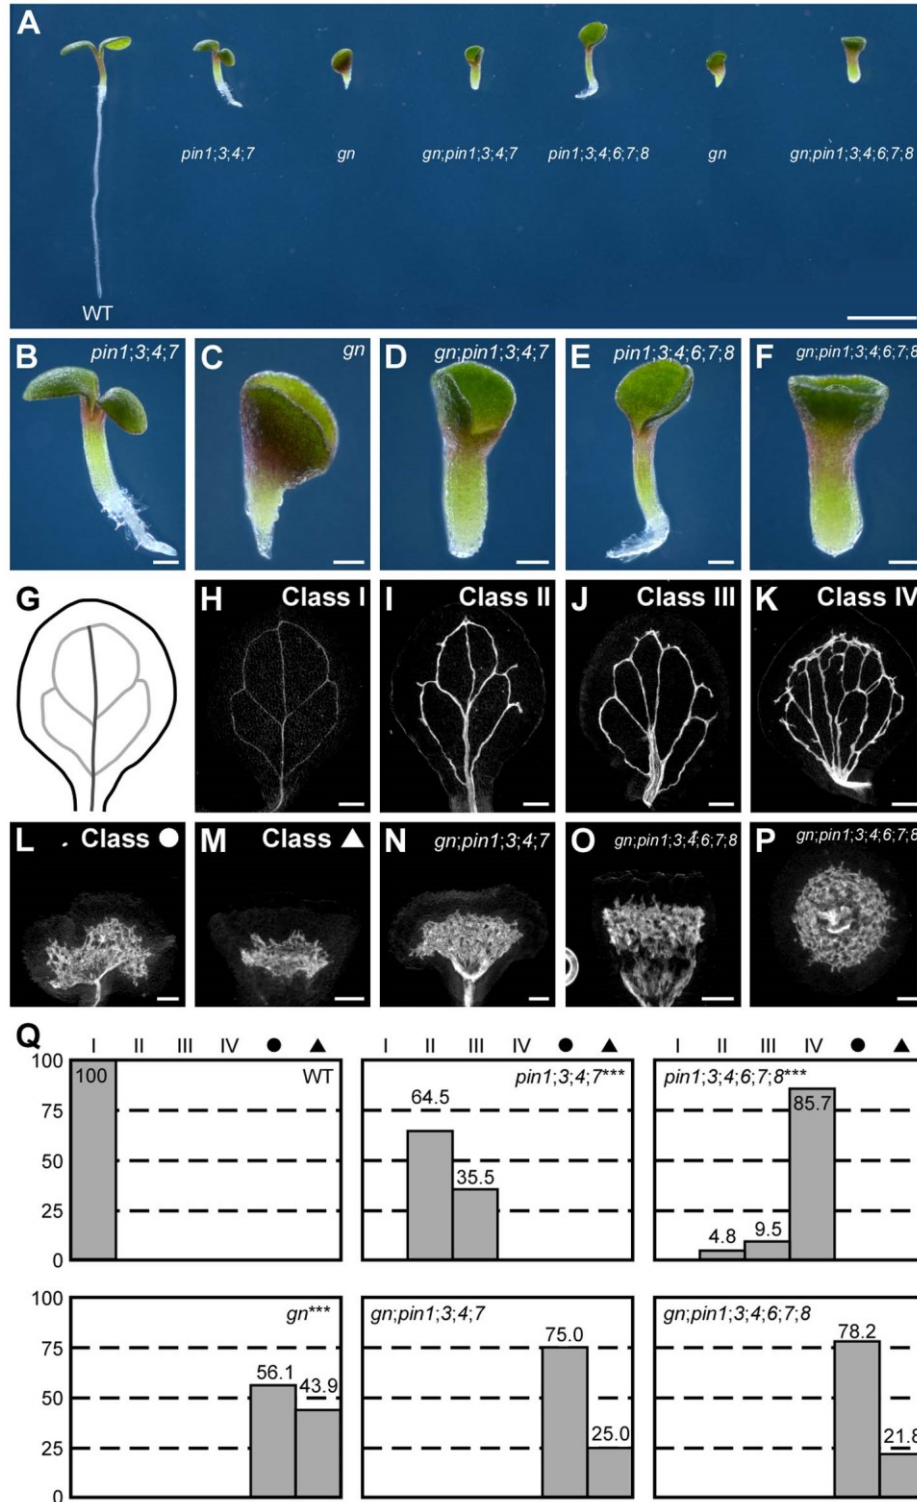 A
pin1;3;4;7 gn gn;pin1;3;4;7 pin1;3;4;6;7;8 gn gn;pin1;3;4;6;7;8
WT
B pin1;3;4;7 C gn D gn;pin1;3;4;7 E pin1;3;4;6;7;8 F gn;pin1;3;4;6;7;8
G H Class I I Class II J Class III K Class IV
L Class ● M Class ▲ N gn;pin1;3;4;7 O gn;pin1;3;4;6;7;8 P gn;pin1;3;4;6;7;8
Q I II III IV ● ▲ I II III IV ● ▲ I II III IV ● ▲
100 100 WT pin1;3;4;7*** pin1;3;4;6;7;8***
75 64.5 85.7
50 35.5
25 4.8 9.5
0
100 gn*** gn;pin1;3;4;7 gn;pin1;3;4;6;7;8
75 75.0 78.2
50 56.1 43.9
25 25.0 21.8
0